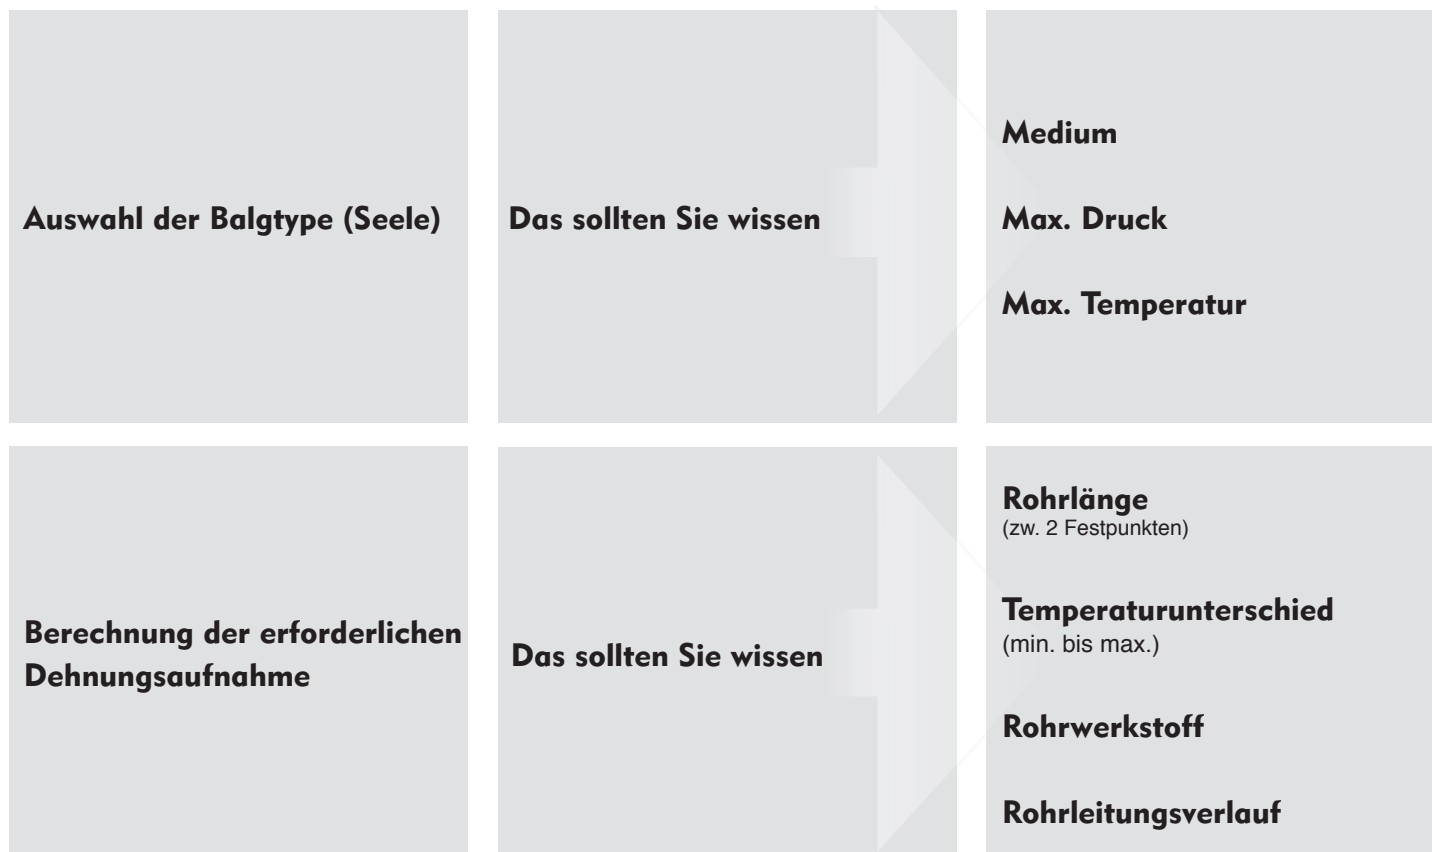 Auswahl der Balgtype (Seele)
Das sollten Sie wissen
Medium
Max. Druck
Max. Temperatur
Berechnung der erforderlichen
Dehnungsaufnahme
Das sollten Sie wissen
Rohrlänge
(zw. 2 Festpunkten)
Temperaturunterschied
(min. bis max.)
Rohrwerkstoff
Rohrleitungsverlauf